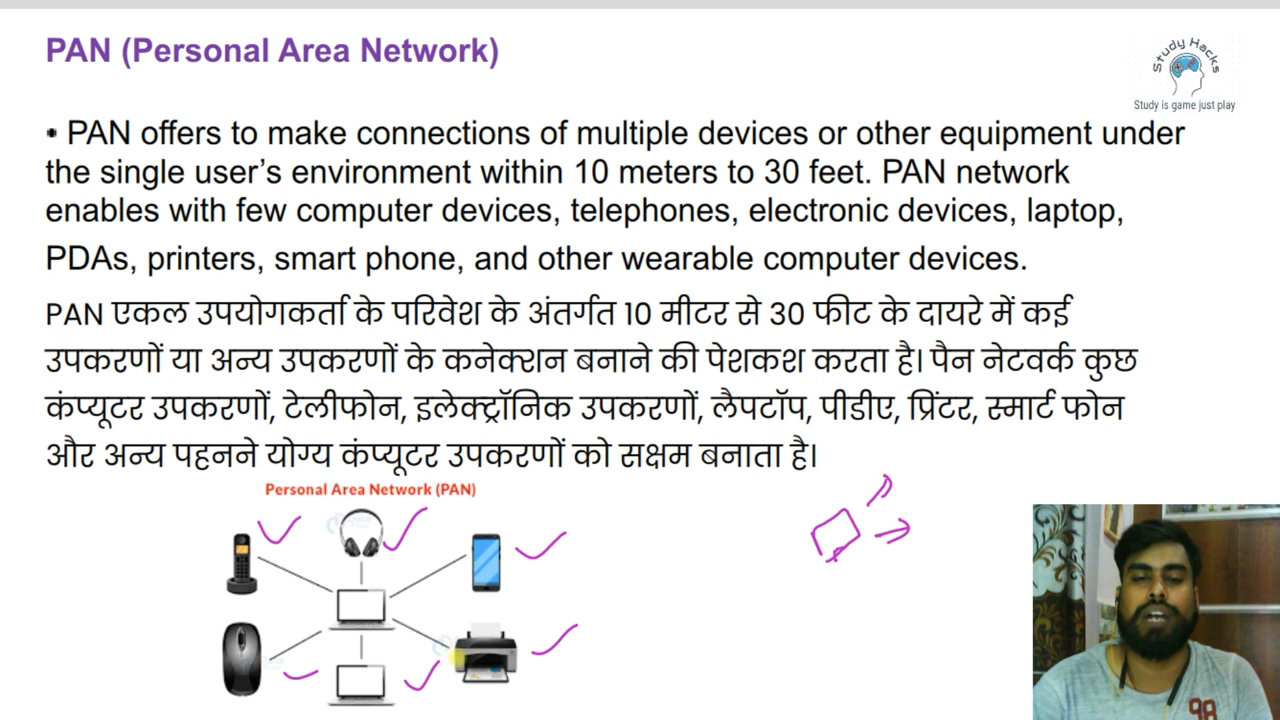 PAN (Personal Area Network)
Study Hacks
Study is game just play
• PAN offers to make connections of multiple devices or other equipment under
the single user’s environment within 10 meters to 30 feet. PAN network
enables with few computer devices, telephones, electronic devices, laptop,
PDAs, printers, smart phone, and other wearable computer devices.
PAN एकल उपयोगकर्ता के परिवेश के अंतर्गत 10 मीटर से 30 फीट के दायरे में कई
उपकरणों या अन्य उपकरणों के कनेक्शन बनाने की पेशकश करता है। पैन नेटवर्क कुछ
कंप्यूटर उपकरणों, टेलीफोन, इलेक्ट्रॉनिक उपकरणों, लैपटॉप, पीडीए, प्रिंटर, स्मार्ट फोन
और अन्य पहनने योग्य कंप्यूटर उपकरणों को सक्षम बनाता है।
Personal Area Network (PAN)
98